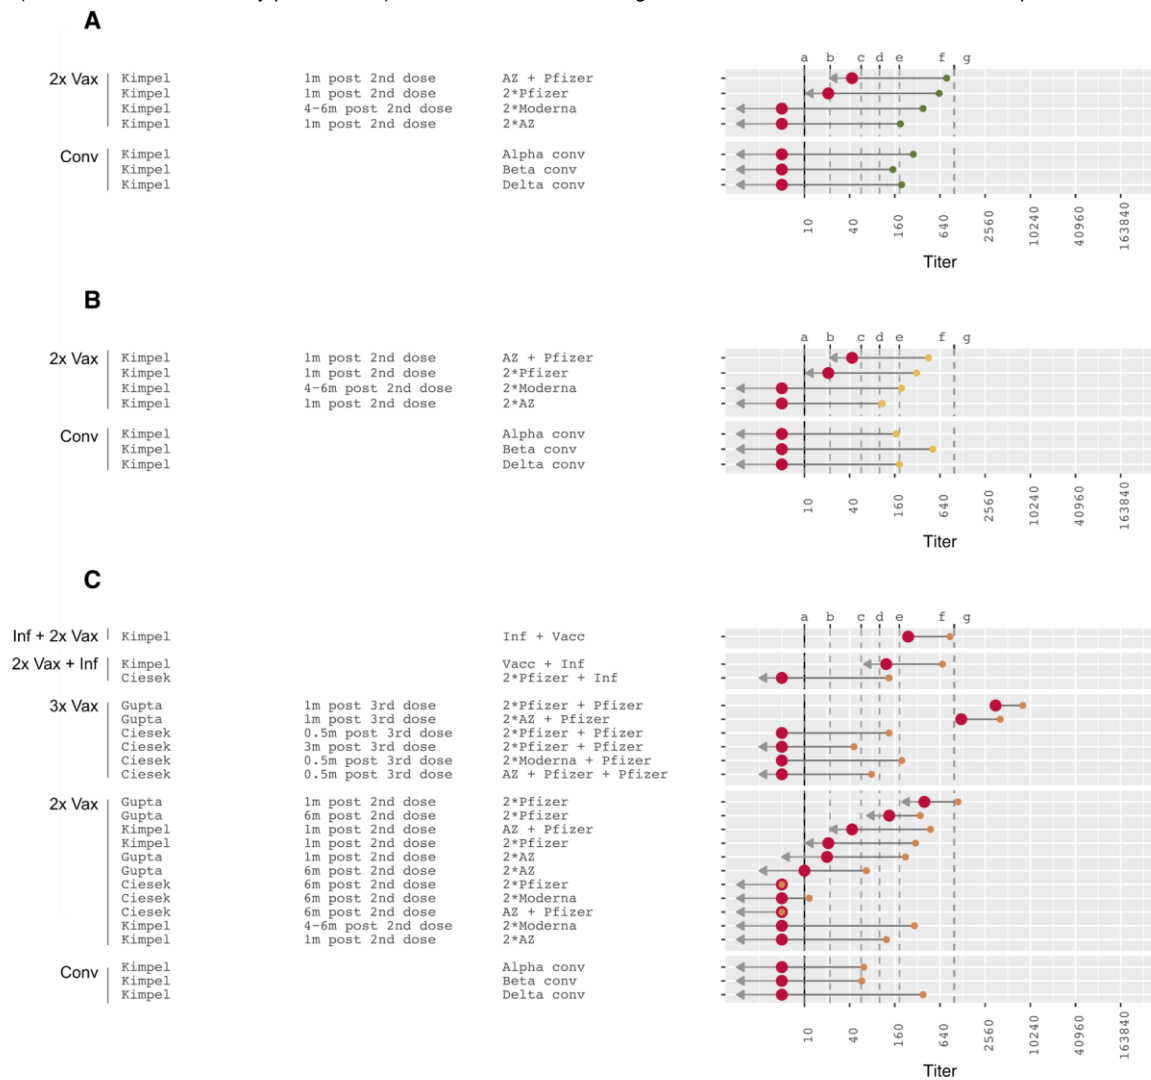 A
a b c d e f g
2x Vax Kimpel 1m post 2nd dose AZ + Pfizer
Kimpel 1m post 2nd dose 2*Pfizer
Kimpel 4-6m post 2nd dose 2*Moderna
Kimpel 1m post 2nd dose 2*AZ
Conv Kimpel Alpha conv
Kimpel Beta conv
Kimpel Delta conv
10 40 160 640 2560 10240 40960 163840
Titer
B
a b c d e f g
2x Vax Kimpel 1m post 2nd dose AZ + Pfizer
Kimpel 1m post 2nd dose 2*Pfizer
Kimpel 4-6m post 2nd dose 2*Moderna
Kimpel 1m post 2nd dose 2*AZ
Conv Kimpel Alpha conv
Kimpel Beta conv
Kimpel Delta conv
10 40 160 640 2560 10240 40960 163840
Titer
C
a b c d e f g
Inf + 2x Vax Kimpel Inf + Vacc
2x Vax + Inf Kimpel Vacc + Inf
Ciesek 2*Pfizer + Inf
3x Vax Gupta 1m post 3rd dose 2*Pfizer + Pfizer
Gupta 1m post 3rd dose 2*AZ + Pfizer
Ciesek 0.5m post 3rd dose 2*Pfizer + Pfizer
Ciesek 3m post 3rd dose 2*Pfizer + Pfizer
Ciesek 0.5m post 3rd dose 2*Moderna + Pfizer
Ciesek 0.5m post 3rd dose AZ + Pfizer + Pfizer
2x Vax Gupta 1m post 2nd dose 2*Pfizer
Gupta 6m post 2nd dose 2*Pfizer
Kimpel 1m post 2nd dose AZ + Pfizer
Kimpel 1m post 2nd dose 2*Pfizer
Gupta 1m post 2nd dose 2*AZ
Gupta 6m post 2nd dose 2*AZ
Ciesek 6m post 2nd dose 2*Pfizer
Ciesek 6m post 2nd dose 2*Moderna
Ciesek 6m post 2nd dose AZ + Pfizer
Kimpel 4-6m post 2nd dose 2*Moderna
Kimpel 1m post 2nd dose 2*AZ
Conv Kimpel Alpha conv
Kimpel Beta conv
Kimpel Delta conv
10 40 160 640 2560 10240 40960 163840
Titer